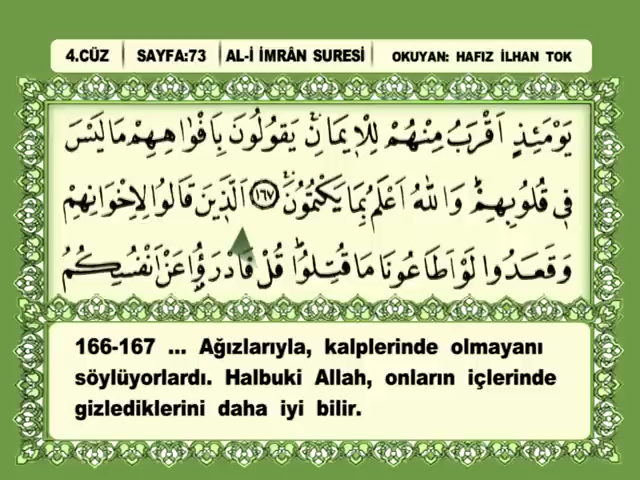 4.CÜZ
SAYFA:73
AL-İ İMRÂN SURESİ
OKUYAN: HAFIZ İLHAN TOK
يَوْمَئِذٍ اَقْرَبُ مِنْهُمْ لِلْا۪يمَانِۚ يَقُولُونَ بِاَفْوَاهِهِمْ مَا لَيْسَ
ف۪ي قُلُوبِهِمْۜ وَاللّٰهُ اَعْلَمُ بِمَا يَكْتُمُونَۚ ﴿١٦٧﴾ اَلَّذ۪ينَ قَالُوا لِاِخْوَانِهِمْ
وَقَعَدُوا لَوْ اَطَاعُونَا مَا قُتِلُواۜ قُلْ فَادْرَؤُ۫ا عَنْ اَنْفُسِكُمُ
166-167 ... Ağızlarıyla, kalplerinde olmayanı
söylüyorlardı. Halbuki Allah, onların içlerinde
gizlediklerini daha iyi bilir.